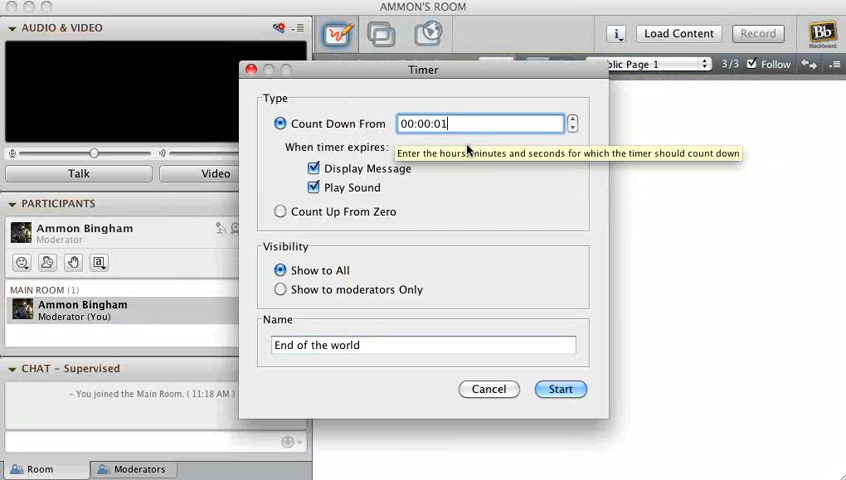 AMMON'S ROOM
AUDIO & VIDEO
Load Content
Record
Bb
Blackboard
blic Page 1
3/3
Follow
Timer
Type
Count Down From
00:00:01
When timer expires:
Enter the hours, minutes and seconds for which the timer should count down
Display Message
Play Sound
Count Up From Zero
Talk
Video
PARTICIPANTS
Ammon Bingham
Moderator
MAIN ROOM (1)
Ammon Bingham
Moderator (You)
Visibility
Show to All
Show to moderators Only
Name
End of the world
Cancel
Start
CHAT – Supervised
- You joined the Main Room. ( 11:18 AM ) -
Room
Moderators